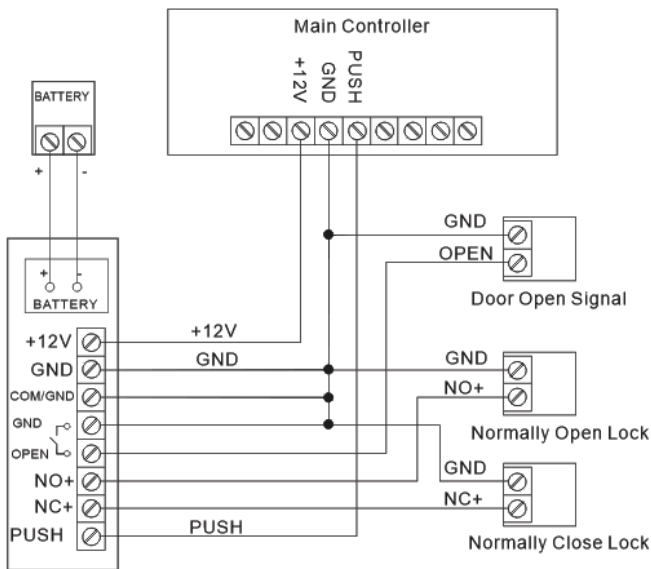 Main Controller
+12V
GND
PUSH
BATTERY
+ -
GND
OPEN
Door Open Signal
+ -
BATTERY
+12V
+12V
GND
GND
GND
COM/GND
NO+
GND
Normally Open Lock
OPEN
GND
NO+
NC+
NC+
PUSH
PUSH
Normally Close Lock